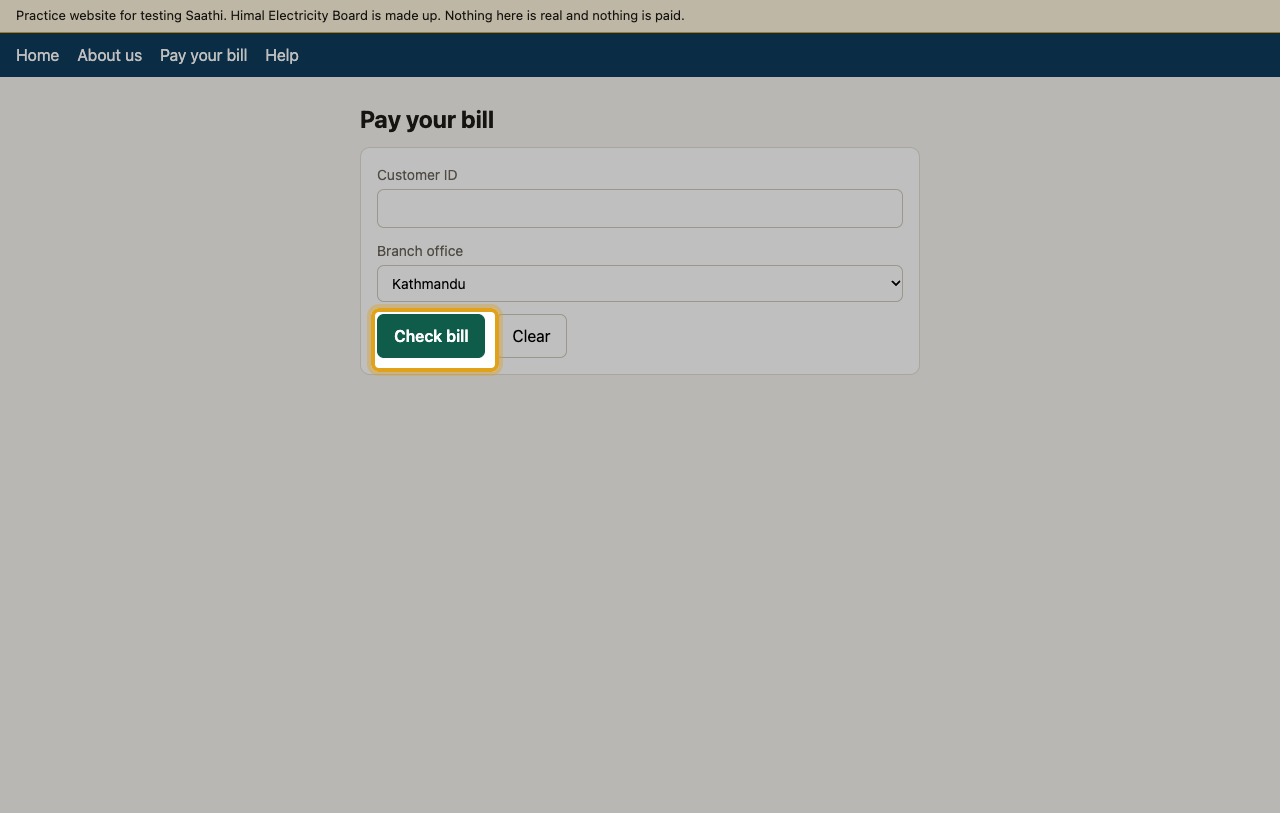 Practice website for testing Saathi. Himal Electricity Board is made up. Nothing here is real and nothing is paid.
Home About us Pay your bill Help
Pay your bill
Customer ID
Branch office
Kathmandu
Check bill Clear